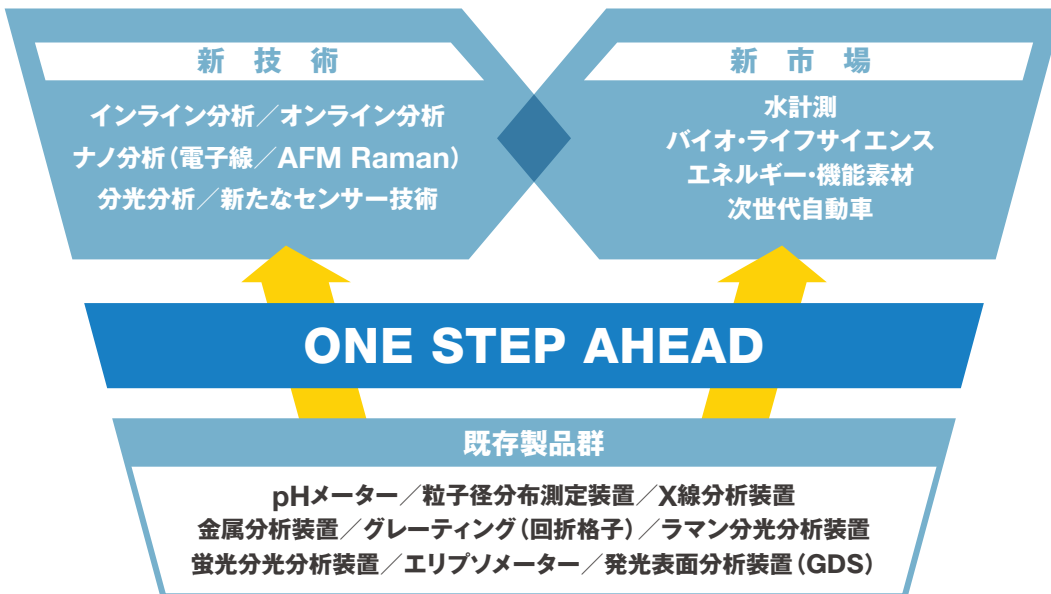 新技術
インライン分析／オンライン分析
ナノ分析（電子線／AFM Raman）
分光分析／新たなセンサー技術
新市場
水計測
バイオ・ライフサイエンス
エネルギー・機能素材
次世代自動車
ONE STEP AHEAD
既存製品群
pHメーター／粒子径分布測定装置／X線分析装置
金属分析装置／グレーティング（回折格子）／ラマン分光分析装置
蛍光分光分析装置／エリプソメーター／発光表面分析装置（GDS）